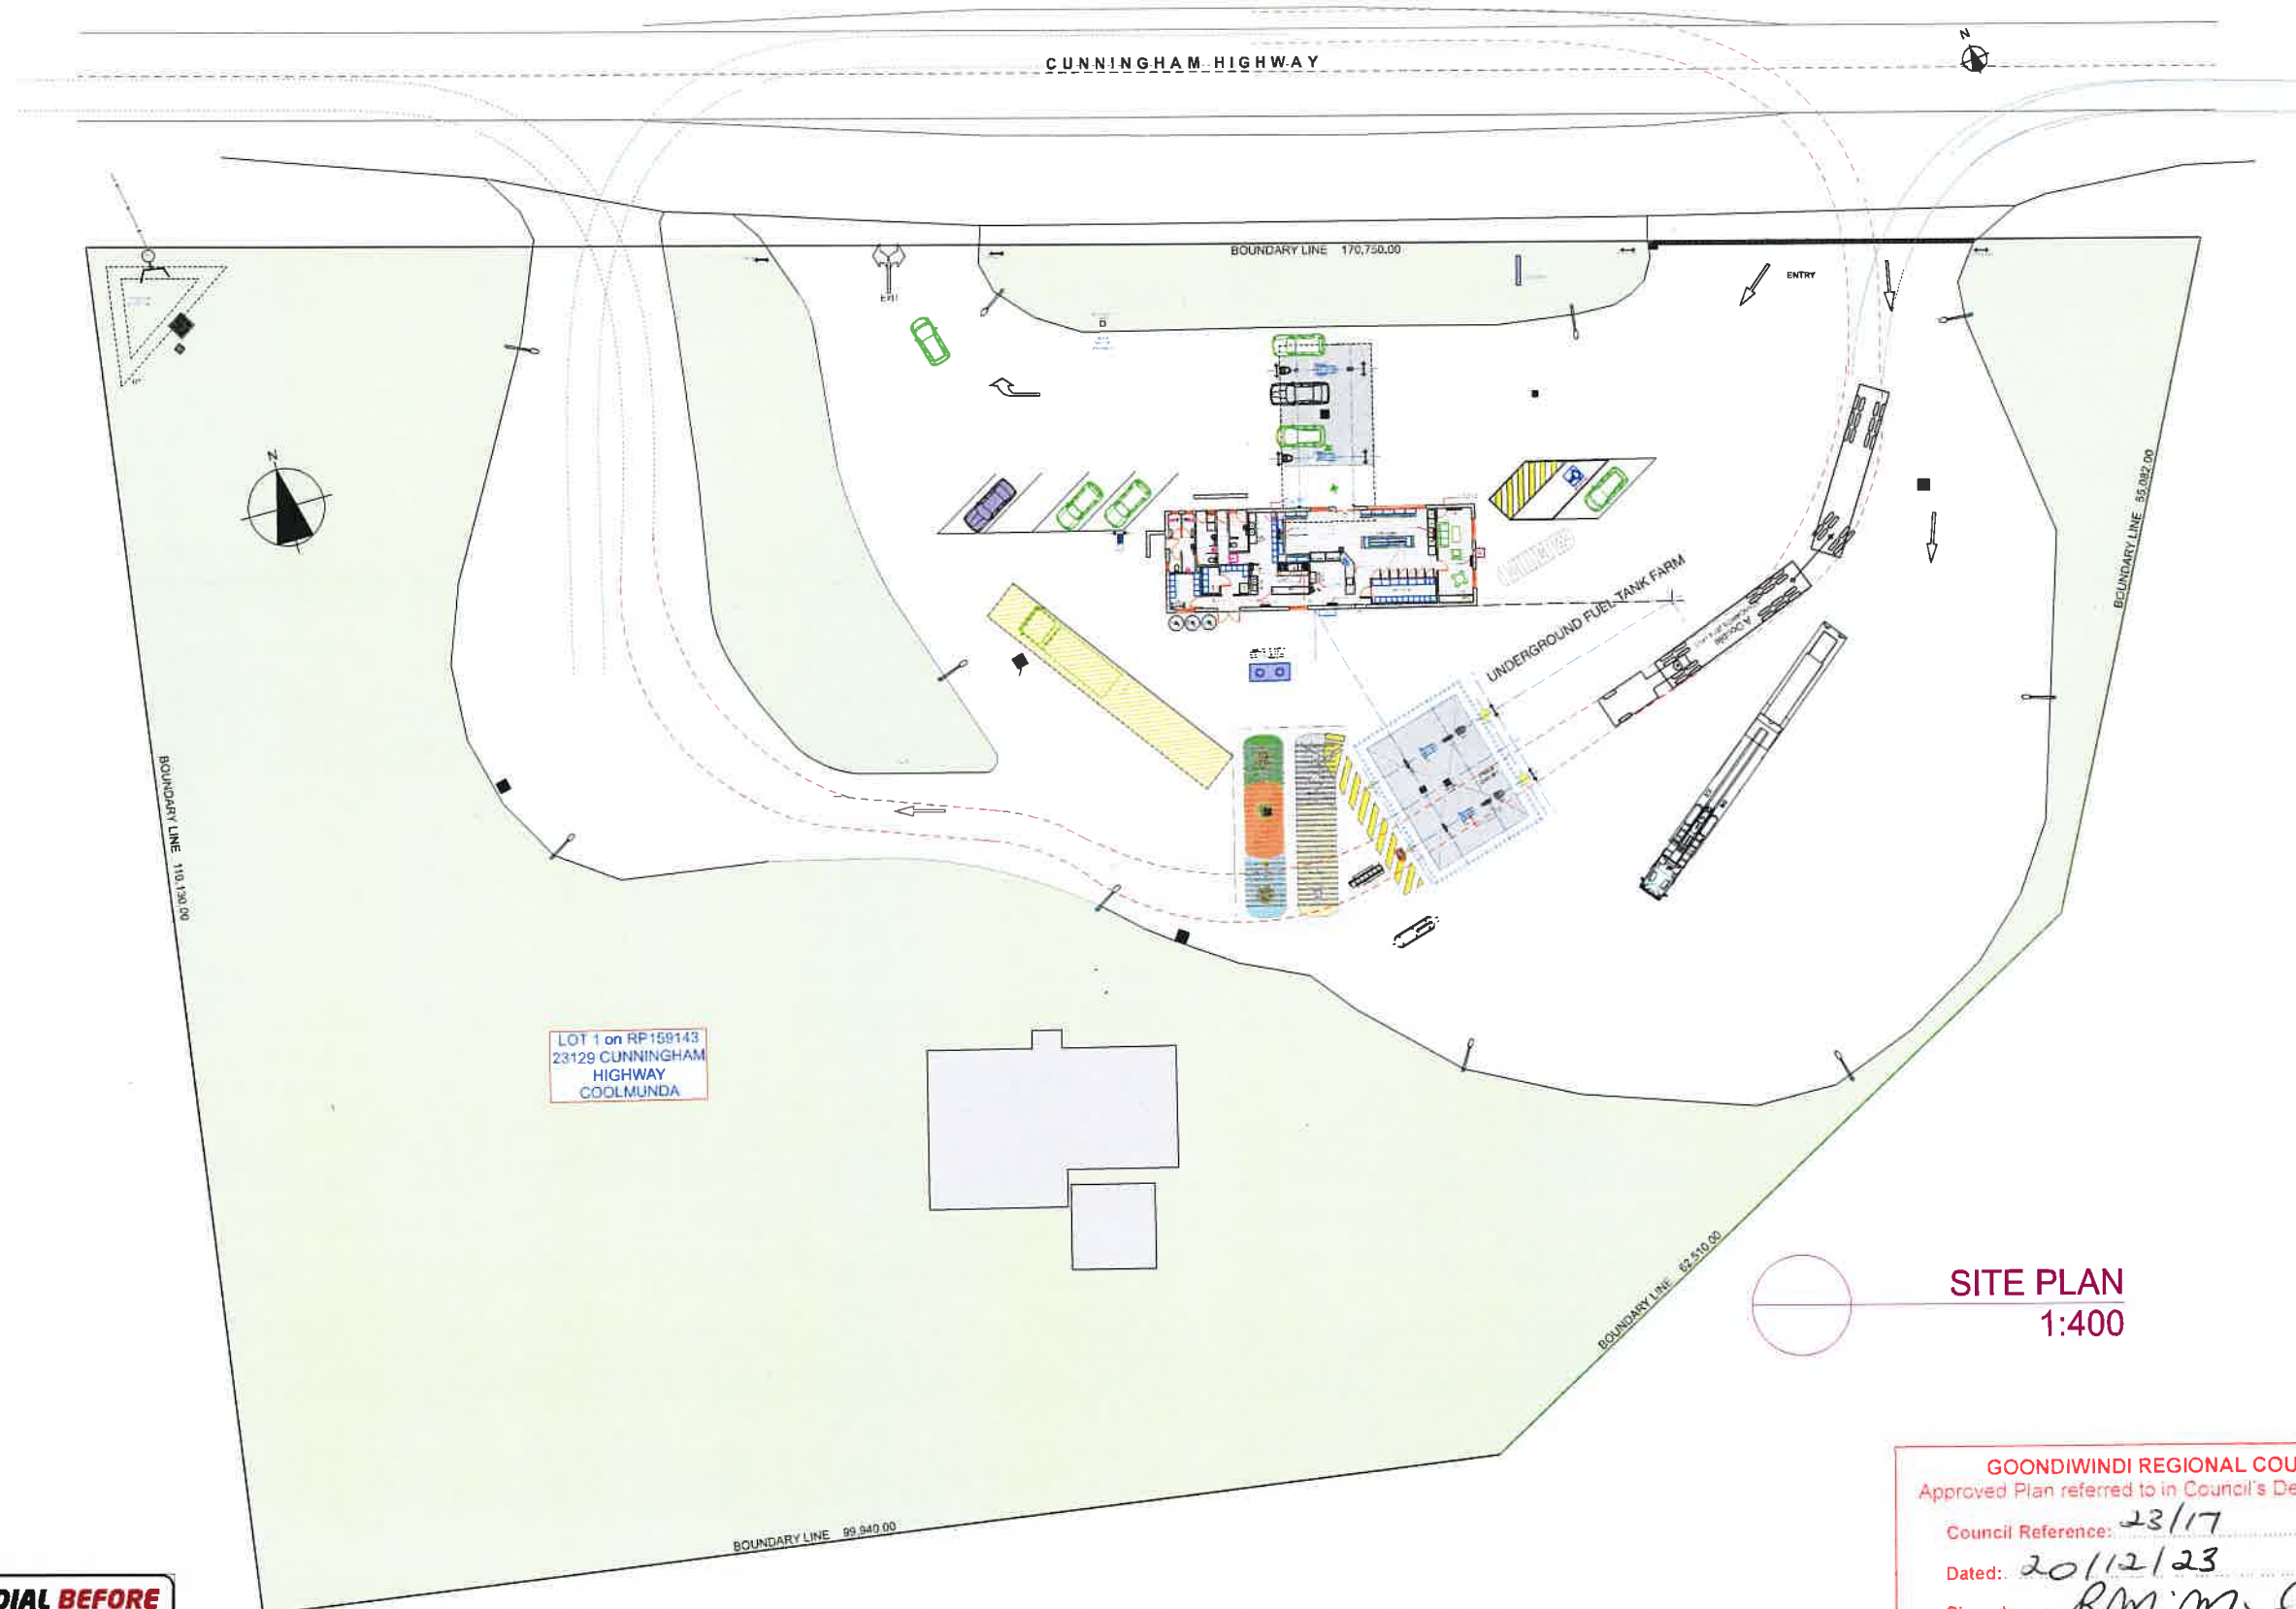 CUNNINGHAM HIGHWAY
N
BOUNDARY LINE 170,750.00
ENTRY
EXIT
N
BOUNDARY LINE 55,082.00
UNDERGROUND FUEL TANK FARM
A Double
BOUNDARY LINE 110,130.00
LOT 1 on RP159143
23129 CUNNINGHAM
HIGHWAY
COOLMUNDA
BOUNDARY LINE 62,510.00
SITE PLAN
1:400
BOUNDARY LINE 99,940.00
DIAL BEFORE
GOONDIWINDI REGIONAL COU
Approved Plan referred to in Council's De
Council Reference: 23/17
Dated: 20/12/23